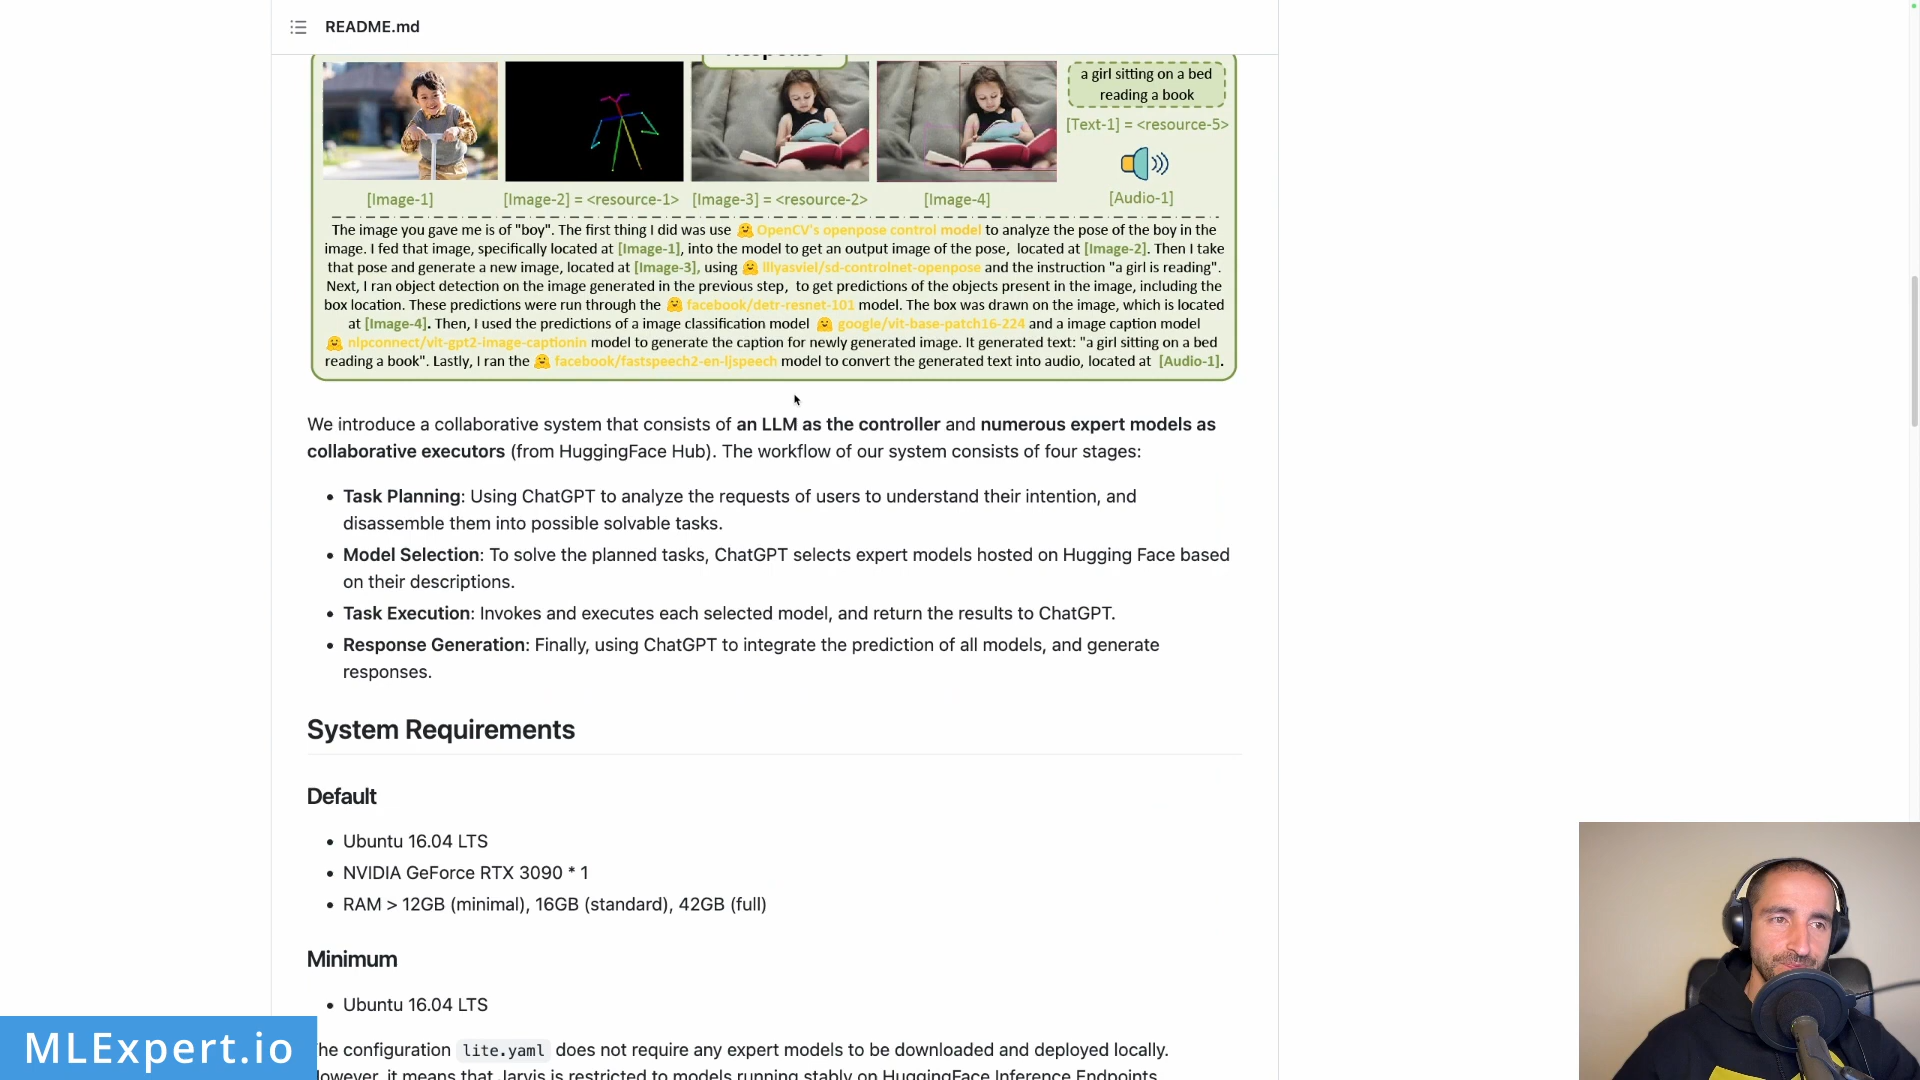 README.md
Response
a girl sitting on a bed
reading a book
[Text-1] = <resource-5>
[Image-1]
[Image-2] = <resource-1>
[Image-3] = <resource-2>
[Image-4]
[Audio-1]
The image you gave me is of "boy". The first thing I did was use 🤗 OpenCV's openpose control model to analyze the pose of the boy in the
image. I fed that image, specifically located at [Image-1], into the model to get an output image of the pose, located at [Image-2]. Then I take
that pose and generate a new image, located at [Image-3], using 🤗 lllyasviel/sd-controlnet-openpose and the instruction "a girl is reading".
Next, I ran object detection on the image generated in the previous step, to get predictions of the objects present in the image, including the
box location. These predictions were run through the 🤗 facebook/detr-resnet-101 model. The box was drawn on the image, which is located
at [Image-4]. Then, I used the predictions of a image classification model 🤗 google/vit-base-patch16-224 and a image caption model
🤗 nlpconnect/vit-gpt2-image-captionin model to generate the caption for newly generated image. It generated text: "a girl sitting on a bed
reading a book". Lastly, I ran the 🤗 facebook/fastspeech2-en-ljspeech model to convert the generated text into audio, located at [Audio-1].
We introduce a collaborative system that consists of an LLM as the controller and numerous expert models as
collaborative executors (from HuggingFace Hub). The workflow of our system consists of four stages:
• Task Planning: Using ChatGPT to analyze the requests of users to understand their intention, and
disassemble them into possible solvable tasks.
• Model Selection: To solve the planned tasks, ChatGPT selects expert models hosted on Hugging Face based
on their descriptions.
• Task Execution: Invokes and executes each selected model, and return the results to ChatGPT.
• Response Generation: Finally, using ChatGPT to integrate the prediction of all models, and generate
responses.
System Requirements
Default
• Ubuntu 16.04 LTS
• NVIDIA GeForce RTX 3090 * 1
• RAM > 12GB (minimal), 16GB (standard), 42GB (full)
Minimum
• Ubuntu 16.04 LTS
The configuration lite.yaml does not require any expert models to be downloaded and deployed locally.
However, it means that Jarvis is restricted to models running stably on HuggingFace Inference Endpoints.
MLExpert.io